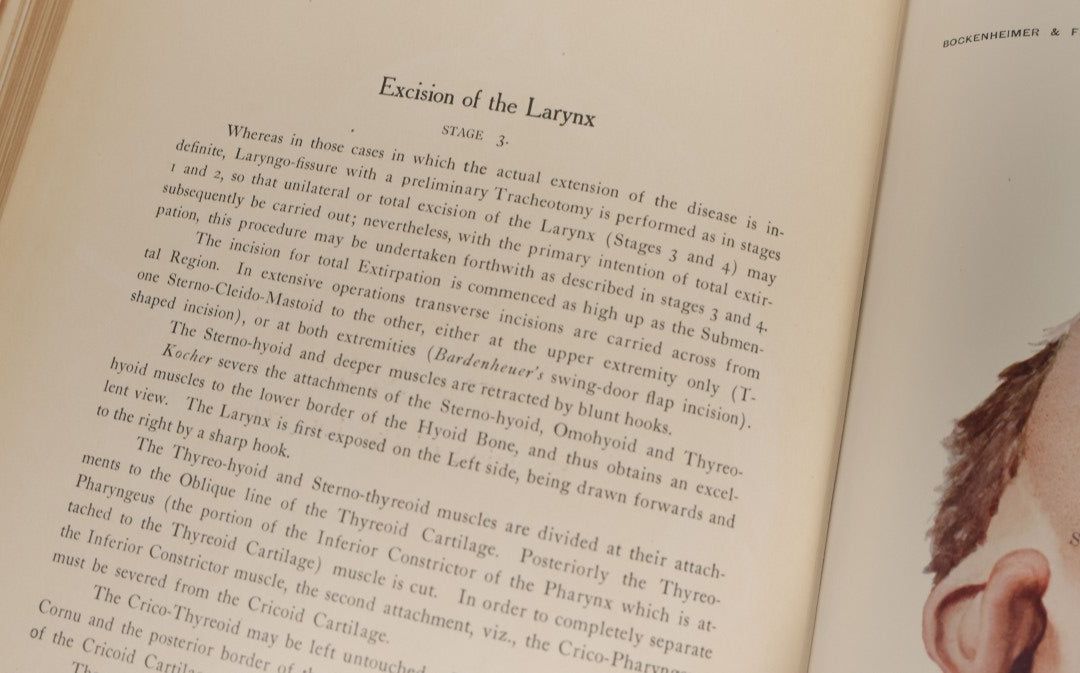 Excision of the Larynx
STAGE 3.
Whereas in those cases in which the actual extension of the disease is in-
definite, Laryngo-fissure with a preliminary Tracheotomy is performed as in stages
1 and 2, so that unilateral or total excision of the Larynx (Stages 3 and 4) may
subsequently be carried out; nevertheless, with the primary intention of total extir-
pation, this procedure may be undertaken forthwith as described in stages 3 and 4.
The incision for total Extirpation is commenced as high up as the Submen-
tal Region. In extensive operations transverse incisions are carried across from
one Sterno-Cleido-Mastoid to the other, either at the upper extremity only (T-
shaped incision), or at both extremities (Bardenheuer's swing-door flap incision).
The Sterno-hyoid and deeper muscles are retracted by blunt hooks.
Kocher severs the attachments of the Sterno-hyoid, Omohyoid and Thyreo-
hyoid muscles to the lower border of the Hyoid Bone, and thus obtains an excel-
lent view. The Larynx is first exposed on the Left side, being drawn forwards and
to the right by a sharp hook.
The Thyreo-hyoid and Sterno-thyreoid muscles are divided at their attach-
ments to the Oblique line of the Thyreoid Cartilage. Posteriorly the Thyreo-
Pharyngeus (the portion of the Inferior Constrictor of the Pharynx which is at-
tached to the Thyreoid Cartilage) muscle is cut. In order to completely separate
the Inferior Constrictor muscle, the second attachment, viz., the Crico-Pharynge
must be severed from the Cricoid Cartilage.
The Crico-Thyreoid may be left untouched
Cornu and the posterior border of
of the Cricoid Cartila
Th
BOCKENHEIMER & F
S